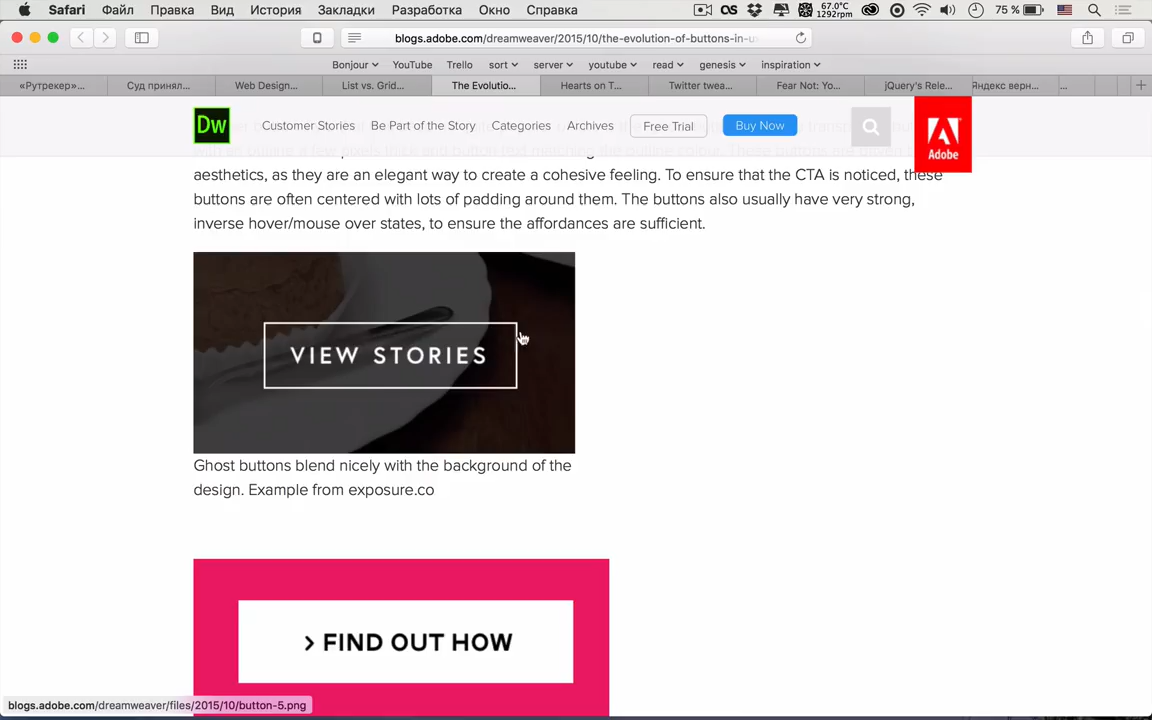 Safari Файл Правка Вид История Закладки Разработка Окно Справка 67.0°C 1292rpm 75 %
blogs.adobe.com/dreamweaver/2015/10/the-evolution-of-buttons-in-u
Bonjour YouTube Trello sort server youtube read genesis inspiration
«Рутрекер»... Суд принял... Web Design... List vs. Grid... The Evolutio... Hearts on T... Twitter twea... Fear Not: Yo... jQuery's Rele... Яндекс верн... ...
Dw Customer Stories Be Part of the Story Categories Archives Free Trial Buy Now Adobe
aesthetics, as they are an elegant way to create a cohesive feeling. To ensure that the CTA is noticed, these
buttons are often centered with lots of padding around them. The buttons also usually have very strong,
inverse hover/mouse over states, to ensure the affordances are sufficient.
VIEW STORIES
Ghost buttons blend nicely with the background of the
design. Example from exposure.co
› FIND OUT HOW
blogs.adobe.com/dreamweaver/files/2015/10/button-5.png